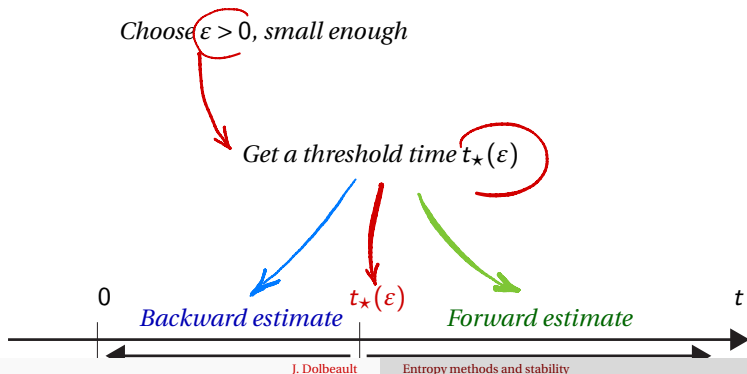 Choose ε > 0, small enough
Get a threshold time t⋆(ε)
0 t⋆(ε) t
Backward estimate Forward estimate
J. Dolbeault Entropy methods and stability